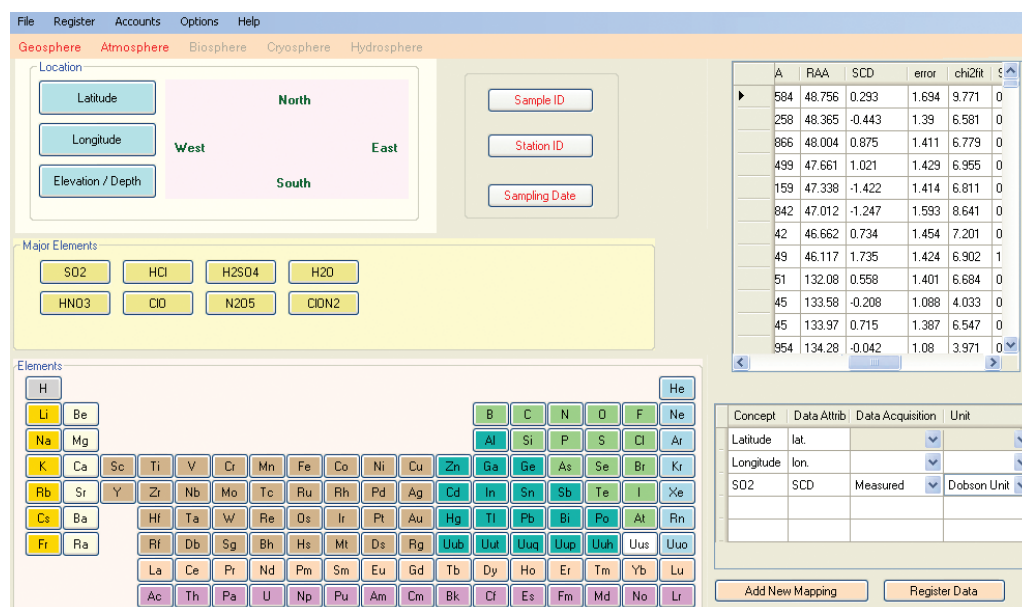 File Register Accounts Options Help
Geosphere Atmosphere Biosphere Cryosphere Hydrosphere
Location
Latitude
Longitude
Elevation / Depth
North
West East
South
Sample ID
Station ID
Sampling Date
A RAA SCD error chi2fit
584 48.756 0.293 1.694 9.771 0
258 48.365 -0.443 1.39 6.581 0
866 48.004 0.875 1.411 6.779 0
499 47.661 1.021 1.429 6.955 0
159 47.338 -1.422 1.414 6.811 0
842 47.012 -1.247 1.593 8.641 0
42 46.662 0.734 1.454 7.201 0
49 46.117 1.735 1.424 6.902 1
51 132.08 0.558 1.401 6.684 0
45 133.58 -0.208 1.088 4.033 0
45 133.97 0.715 1.387 6.547 0
954 134.28 -0.042 1.08 3.971 0
Major Elements
SO2 HCl H2SO4 H2O
HNO3 ClO N2O5 ClON2
Elements
H He
Li Be B C N O F Ne
Na Mg Al Si P S Cl Ar
K Ca Sc Ti V Cr Mn Fe Co Ni Cu Zn Ga Ge As Se Br Kr
Rb Sr Y Zr Nb Mo Tc Ru Rh Pd Ag Cd In Sn Sb Te I Xe
Cs Ba Hf Ta W Re Os Ir Pt Au Hg Tl Pb Bi Po At Rn
Fr Ra Rf Db Sg Bh Hs Mt Ds Rg Uub Uut Uuq Uup Uuh Uus Uuo
La Ce Pr Nd Pm Sm Eu Gd Tb Dy Ho Er Tm Yb Lu
Ac Th Pa U Np Pu Am Cm Bk Cf Es Fm Md No Lr
Concept Data Attrib Data Acquisition Unit
Latitude lat.
Longitude lon.
SO2 SCD Measured Dobson Unit
Add New Mapping Register Data